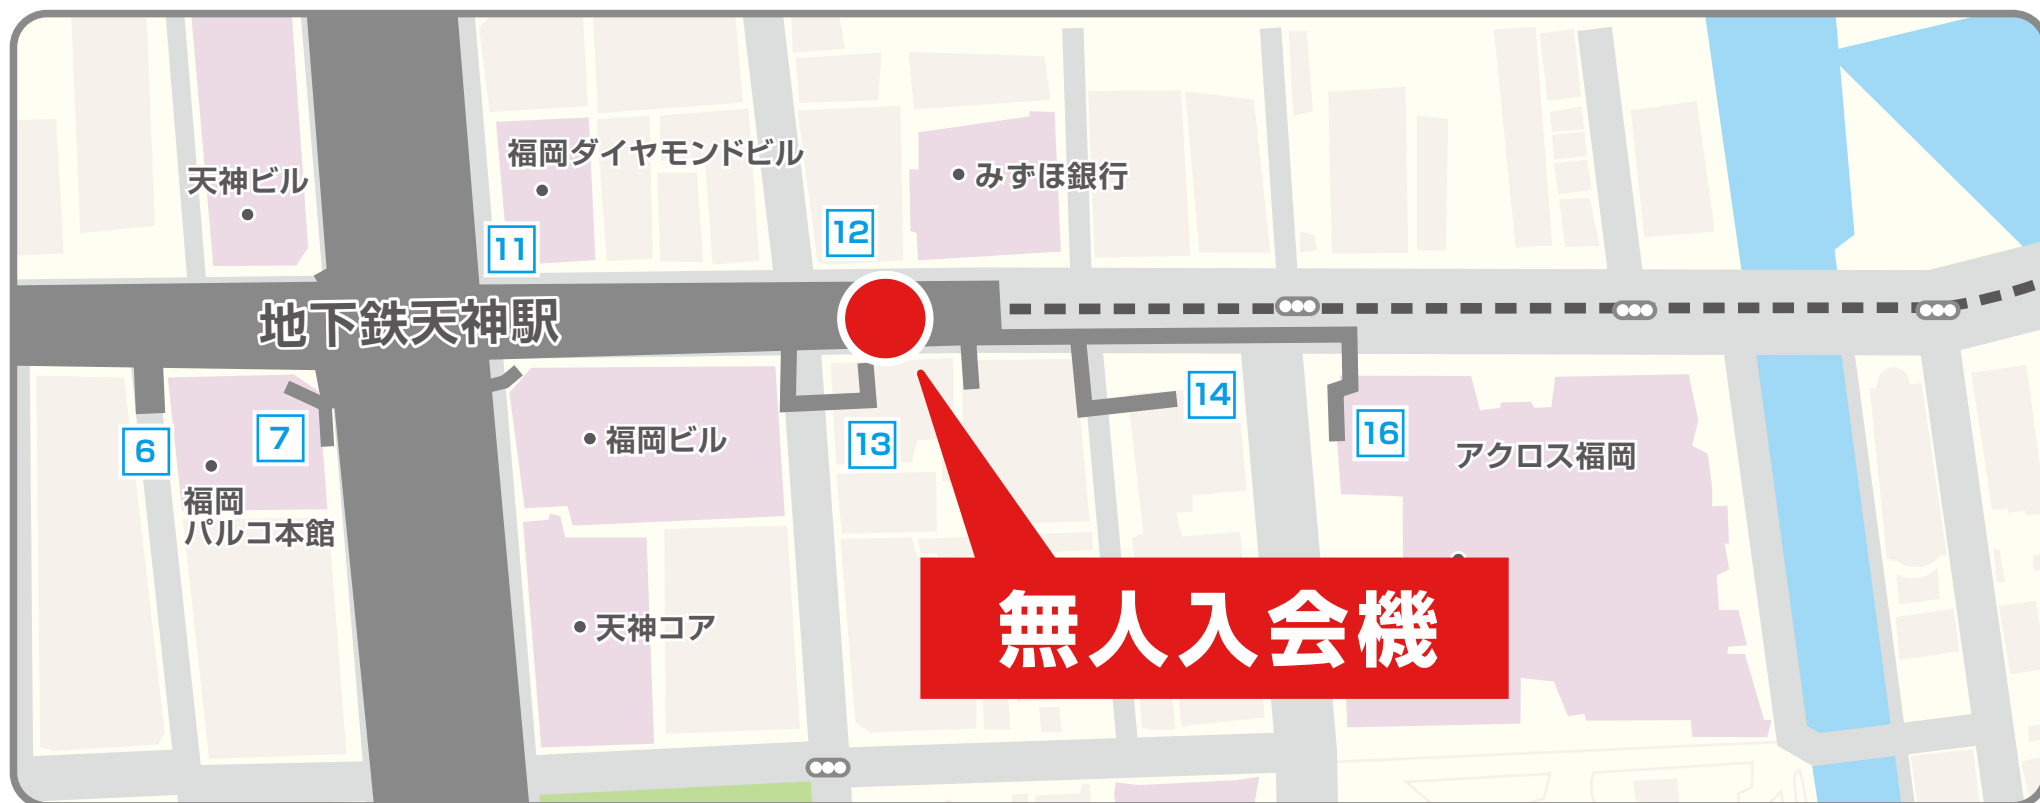 福岡ダイヤモンドビル
みずほ銀行
天神ビル
12
11
地下鉄天神駅
14
16
13
7
6
福岡ビル
アクロス福岡
福岡
パルコ本館
天神コア
無人入会機